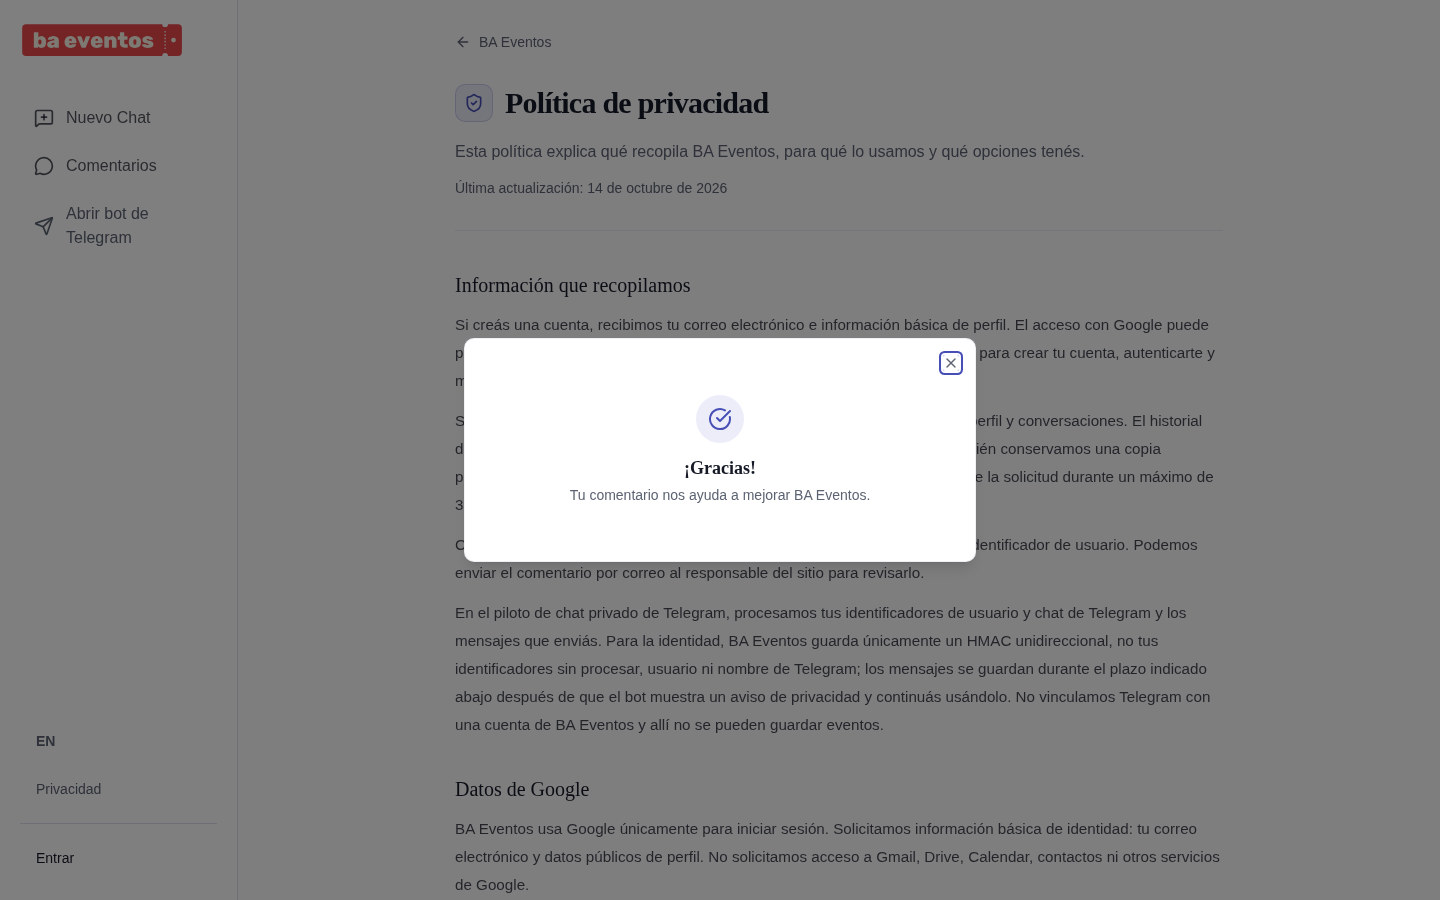 ba eventos
Nuevo Chat
Comentarios
Abrir bot de
Telegram
EN
Privacidad
Entrar
BA Eventos
Política de privacidad
Esta política explica qué recopila BA Eventos, para qué lo usamos y qué opciones tenés.
Última actualización: 14 de octubre de 2026
Información que recopilamos
Si creás una cuenta, recibimos tu correo electrónico e información básica de perfil. El acceso con Google puede
para crear tu cuenta, autenticarte y
y conversaciones. El historial
conservamos una copia
la solicitud durante un máximo de
de usuario. Podemos
enviar el comentario por correo al responsable del sitio para revisarlo.
En el piloto de chat privado de Telegram, procesamos tus identificadores de usuario y chat de Telegram y los
mensajes que enviás. Para la identidad, BA Eventos guarda únicamente un HMAC unidireccional, no tus
identificadores sin procesar, usuario ni nombre de Telegram; los mensajes se guardan durante el plazo indicado
abajo después de que el bot muestra un aviso de privacidad y continuás usándolo. No vinculamos Telegram con
una cuenta de BA Eventos y allí no se pueden guardar eventos.
Datos de Google
BA Eventos usa Google únicamente para iniciar sesión. Solicitamos información básica de identidad: tu correo
electrónico y datos públicos de perfil. No solicitamos acceso a Gmail, Drive, Calendar, contactos ni otros servicios
de Google.
¡Gracias!
Tu comentario nos ayuda a mejorar BA Eventos.